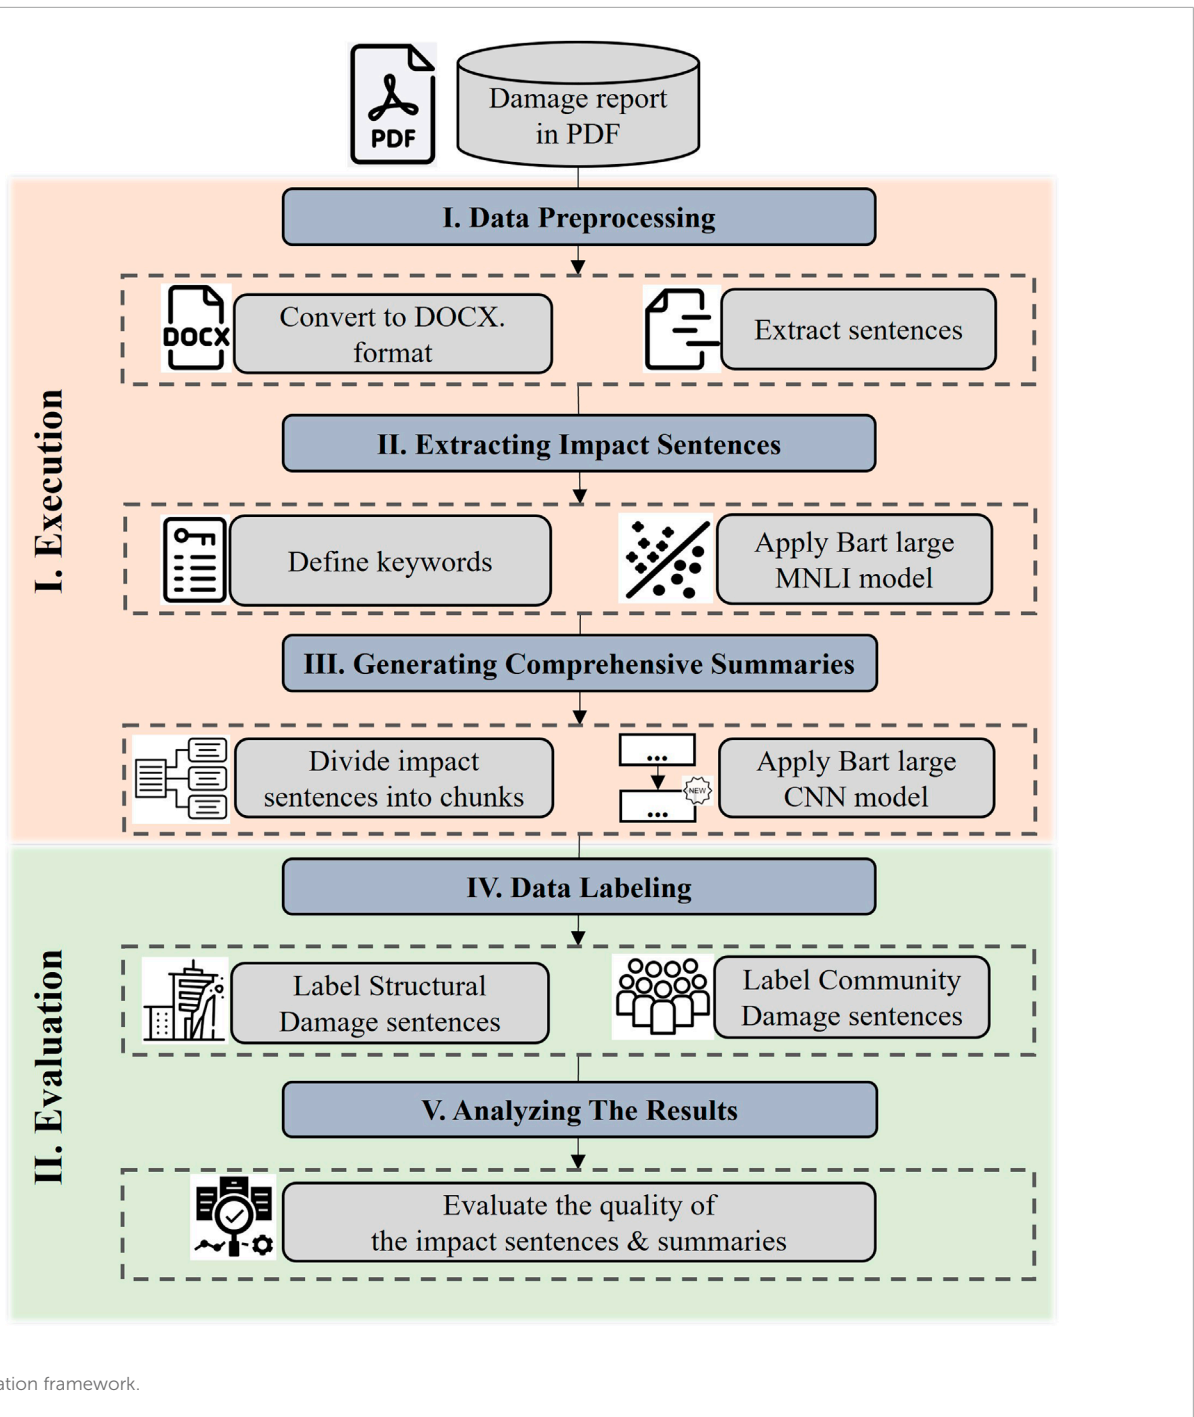 PDF
Damage report
in PDF
I. Execution
I. Data Preprocessing
DOCX
Convert to DOCX.
format
Extract sentences
II. Extracting Impact Sentences
Define keywords
Apply Bart large
MNLI model
III. Generating Comprehensive Summaries
Divide impact
sentences into chunks
...
NEW
...
Apply Bart large
CNN model
II. Evaluation
IV. Data Labeling
Label Structural
Damage sentences
Label Community
Damage sentences
V. Analyzing The Results
Evaluate the quality of
the impact sentences & summaries
ation framework.